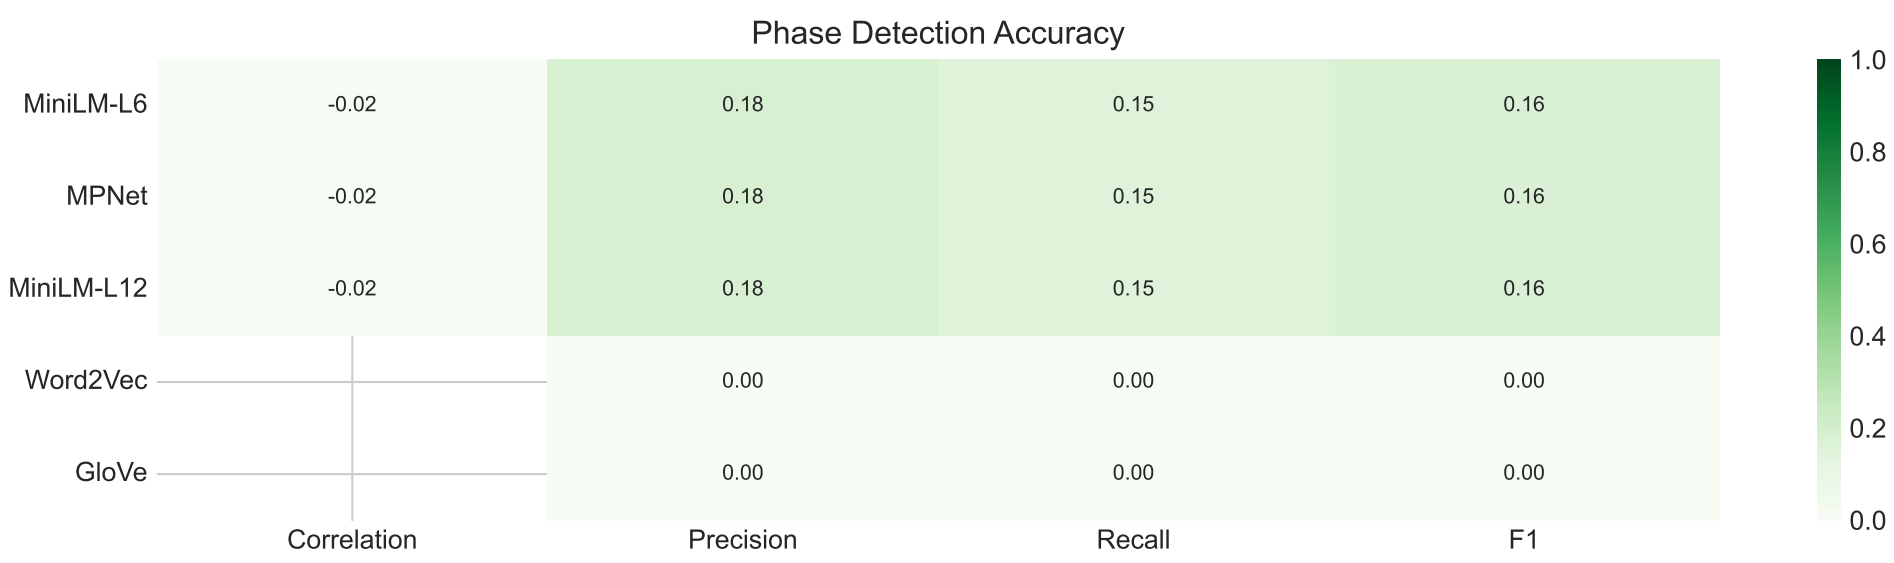 Phase Detection Accuracy
MiniLM-L6 -0.02 0.18 0.15 0.16
MPNet -0.02 0.18 0.15 0.16
MiniLM-L12 -0.02 0.18 0.15 0.16
Word2Vec 0.00 0.00 0.00
GloVe 0.00 0.00 0.00
Correlation Precision Recall F1
1.0
0.8
0.6
0.4
0.2
0.0